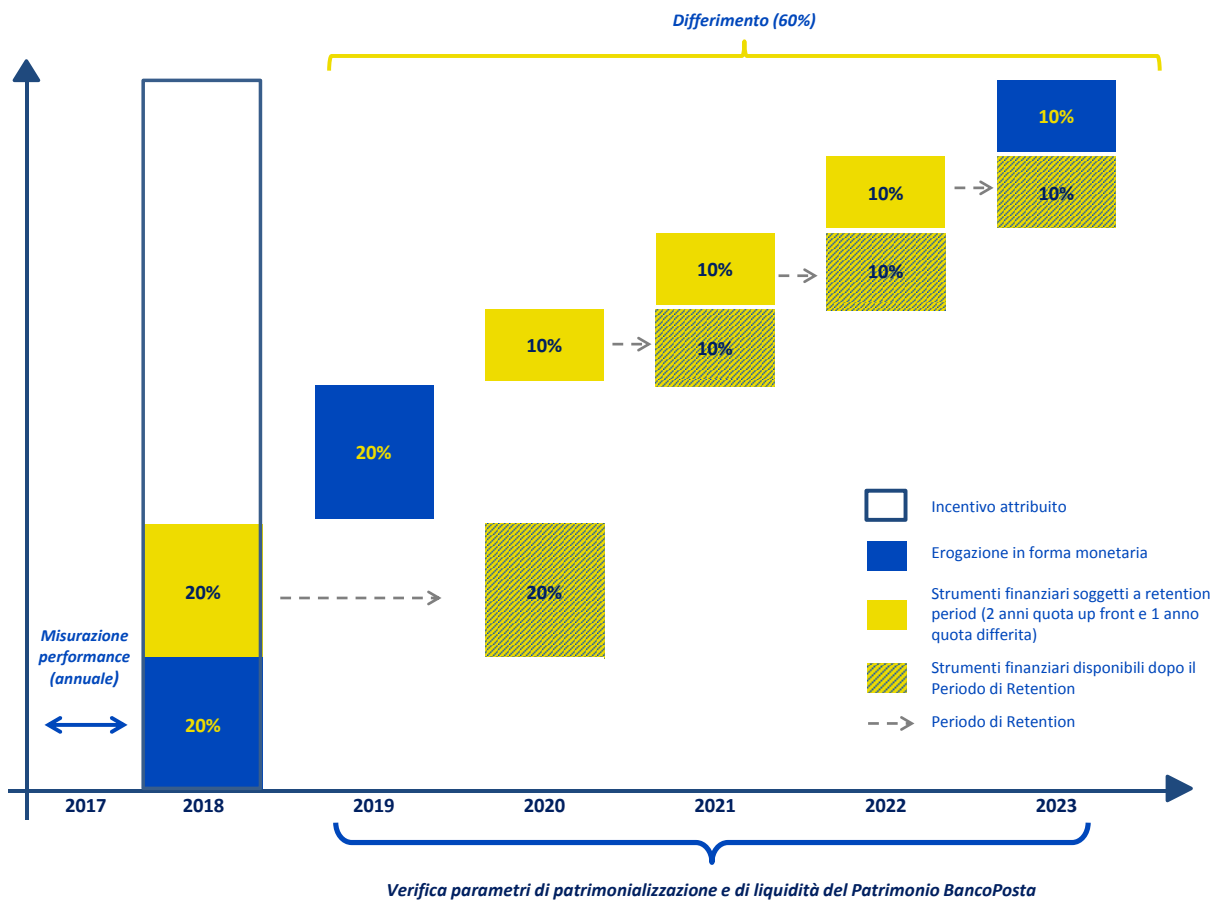 Differimento (60%)
10%
10%
10%
10%
10%
10%
10%
10%
20%
20%
20%
20%
Misurazione
performance
(annuale)
Incentivo attribuito
Erogazione in forma monetaria
Strumenti finanziari soggetti a retention
period (2 anni quota up front e 1 anno
quota differita)
Strumenti finanziari disponibili dopo il
Periodo di Retention
Periodo di Retention
2017
2018
2019
2020
2021
2022
2023
Verifica parametri di patrimonializzazione e di liquidità del Patrimonio BancoPosta